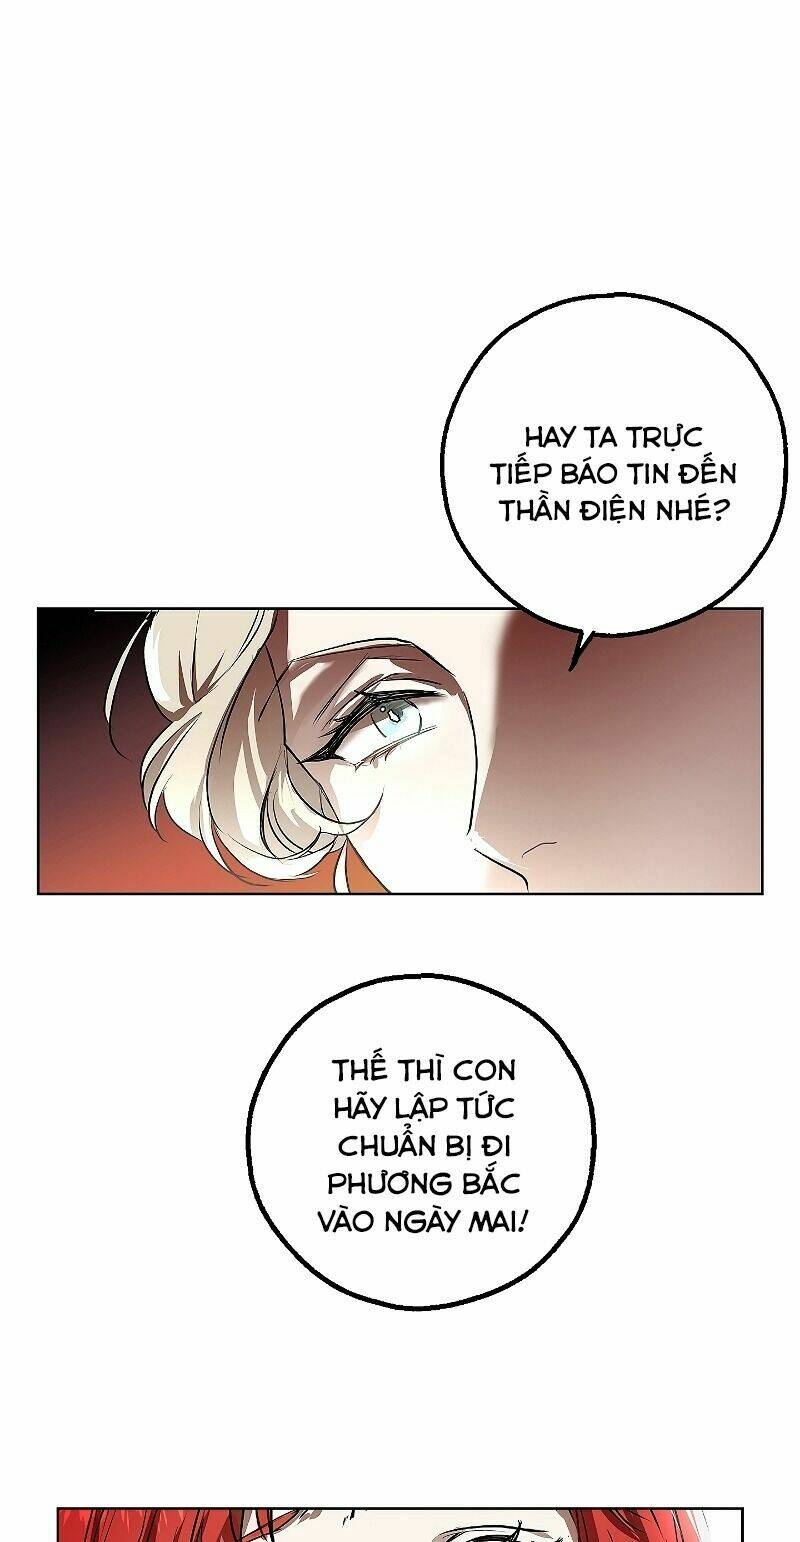 HAY TA TRỰC
TIẾP BÁO TIN ĐẾN
THẦN ĐIỆN NHÉ?
THẾ THÌ CON
HÃY LẬP TỨC
CHUẨN BỊ ĐI
PHƯƠNG BẮC
VÀO NGÀY MAI!